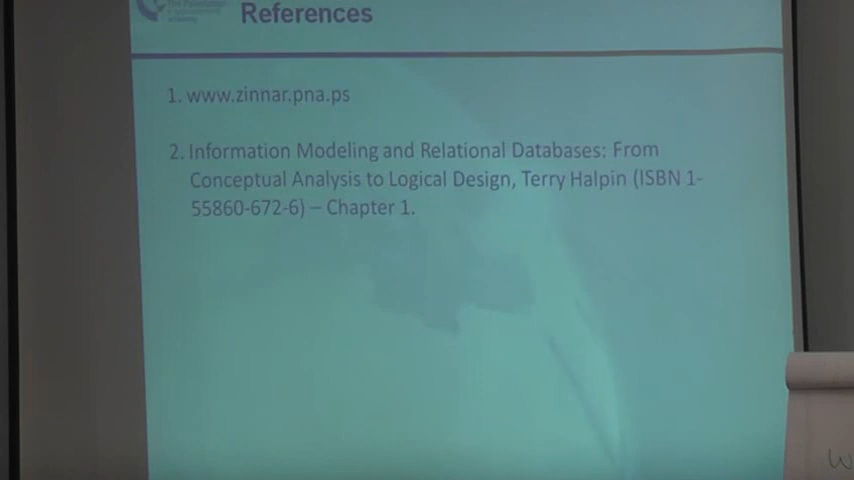 References
1. www.zinnar.pna.ps
2. Information Modeling and Relational Databases: From
Conceptual Analysis to Logical Design, Terry Halpin (ISBN 1-
55860-672-6) – Chapter 1.
W